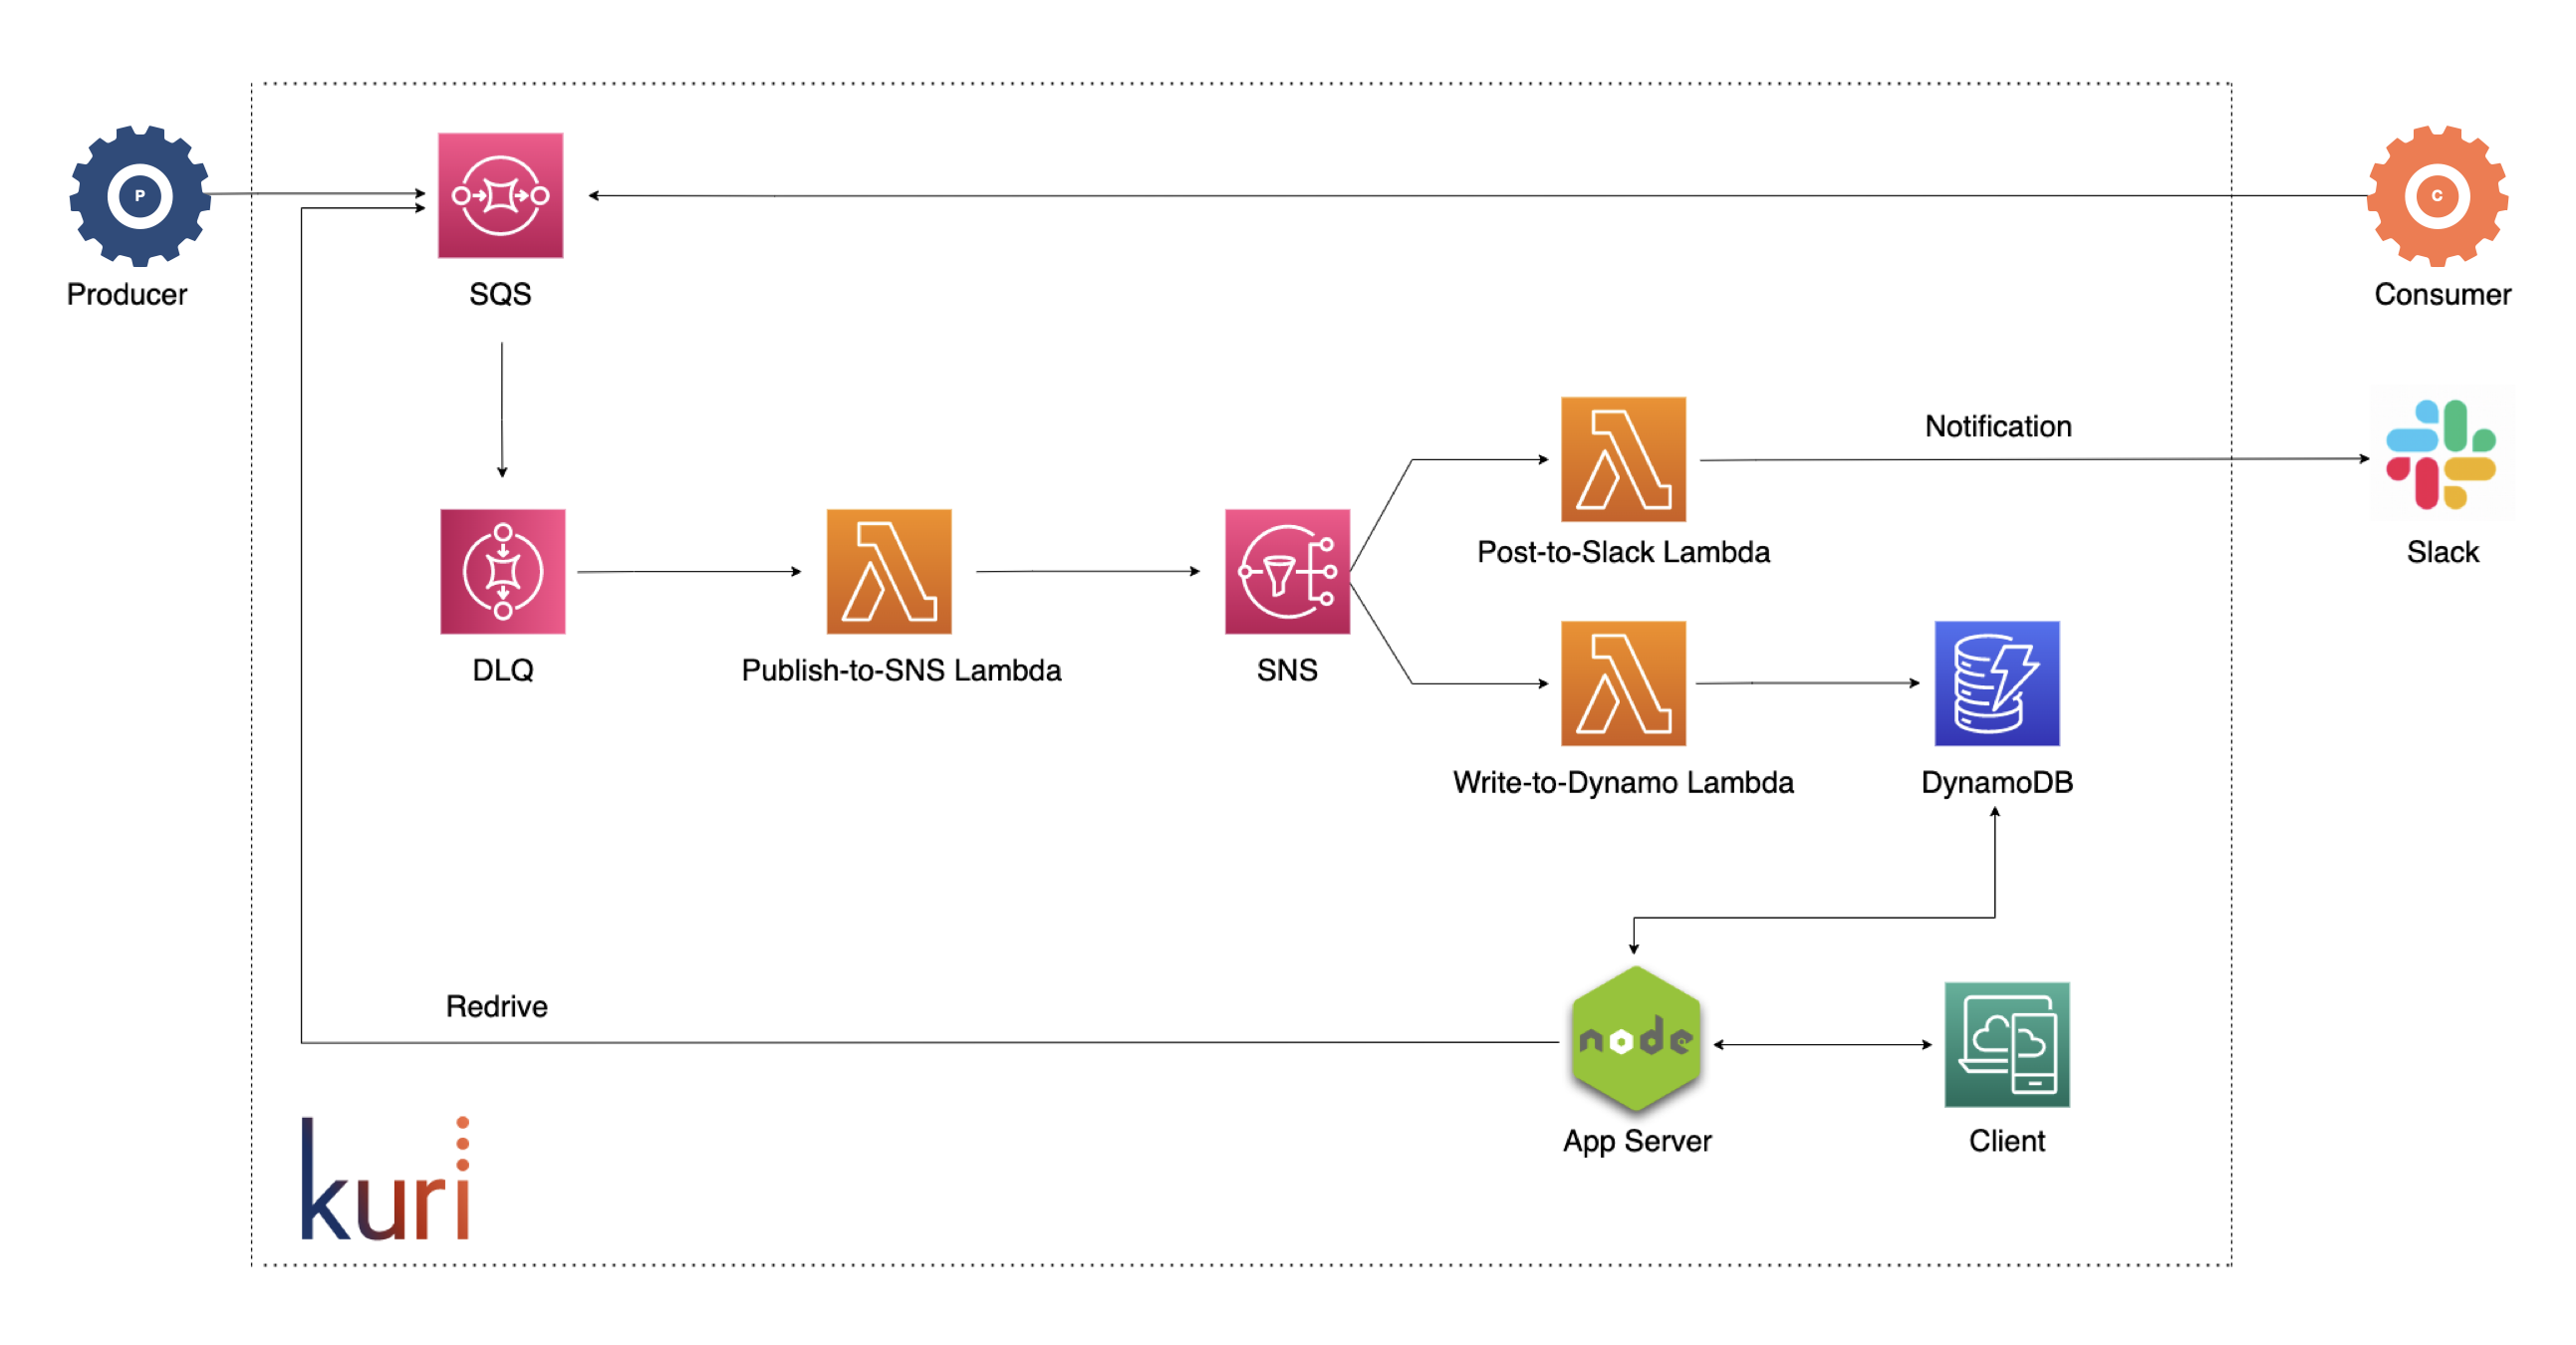 P
C
Producer
SQS
Consumer
Notification
Post-to-Slack Lambda
Slack
DLQ
Publish-to-SNS Lambda
SNS
Write-to-Dynamo Lambda
DynamoDB
Redrive
node
App Server
Client
kuri